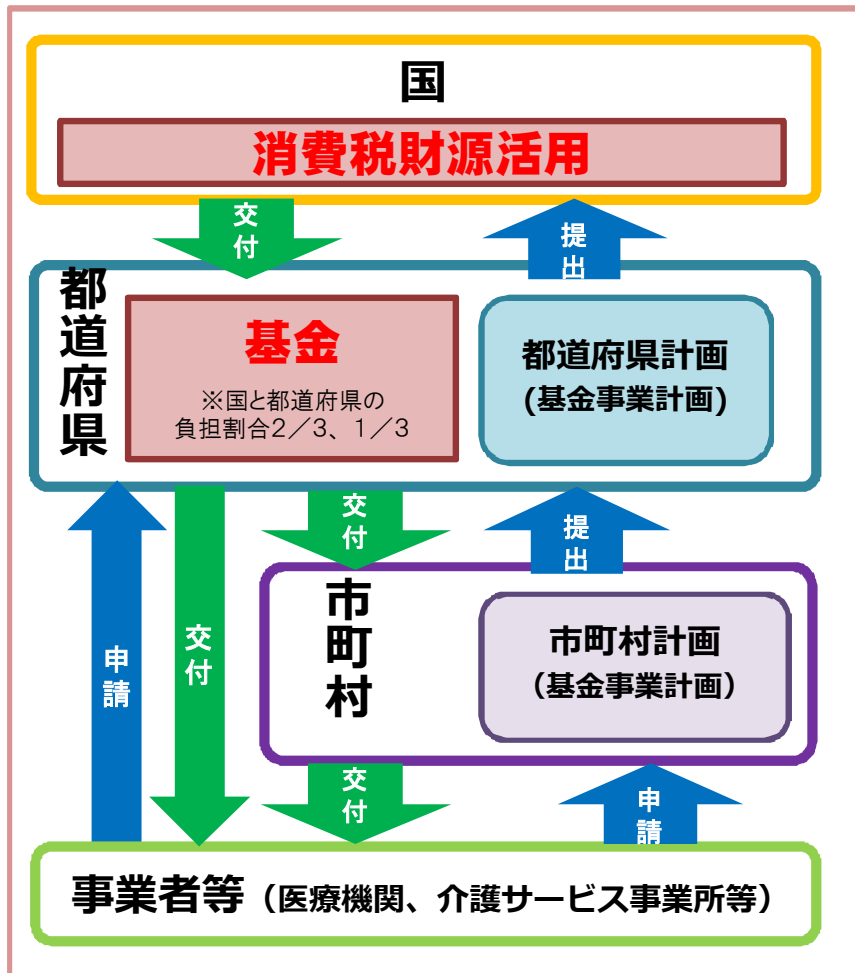 国
消費税財源活用
交付
提出
都道府県
基金
※国と都道府県の
負担割合2／3、1／3
都道府県計画
(基金事業計画)
申請
交付
交付
提出
市町村
市町村計画
（基金事業計画）
交付
申請
事業者等（医療機関、介護サービス事業所等）